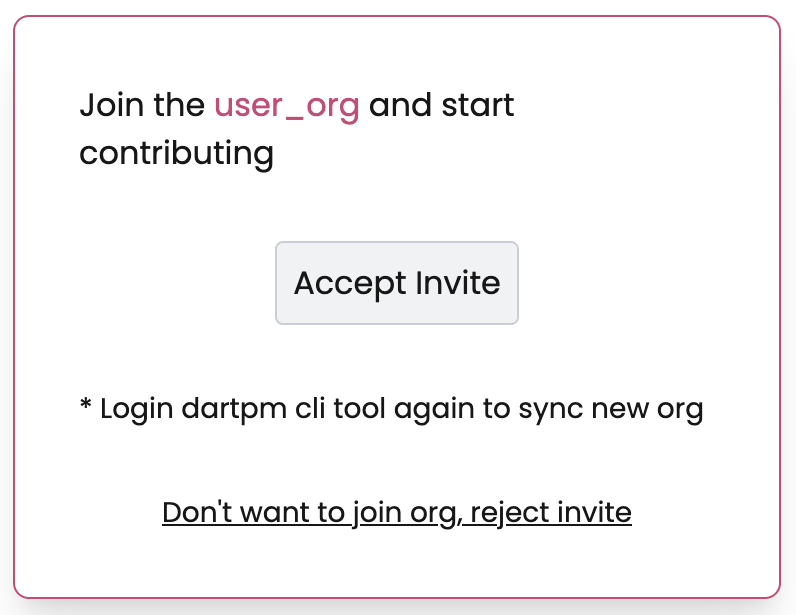 Join the user_org and start
contributing
Accept Invite
* Login dartpm cli tool again to sync new org
Don't want to join org, reject invite